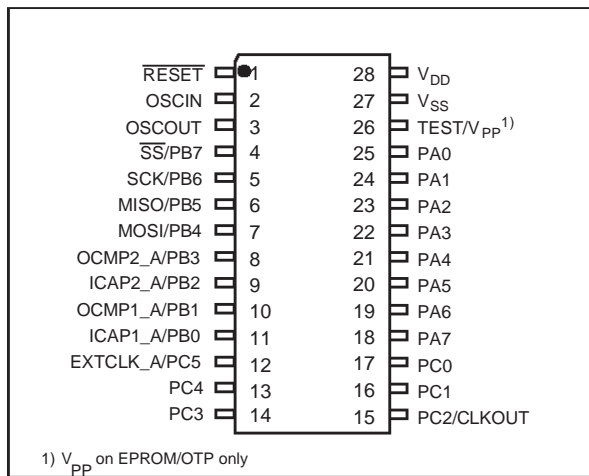 RESET 1 28 VDD
OSCIN 2 27 VSS
OSCOUT 3 26 TEST/VPP1)
SS/PB7 4 25 PA0
SCK/PB6 5 24 PA1
MISO/PB5 6 23 PA2
MOSI/PB4 7 22 PA3
OCMP2_A/PB3 8 21 PA4
ICAP2_A/PB2 9 20 PA5
OCMP1_A/PB1 10 19 PA6
ICAP1_A/PB0 11 18 PA7
EXTCLK_A/PC5 12 17 PC0
PC4 13 16 PC1
PC3 14 15 PC2/CLKOUT
1) VPP on EPROM/OTP only